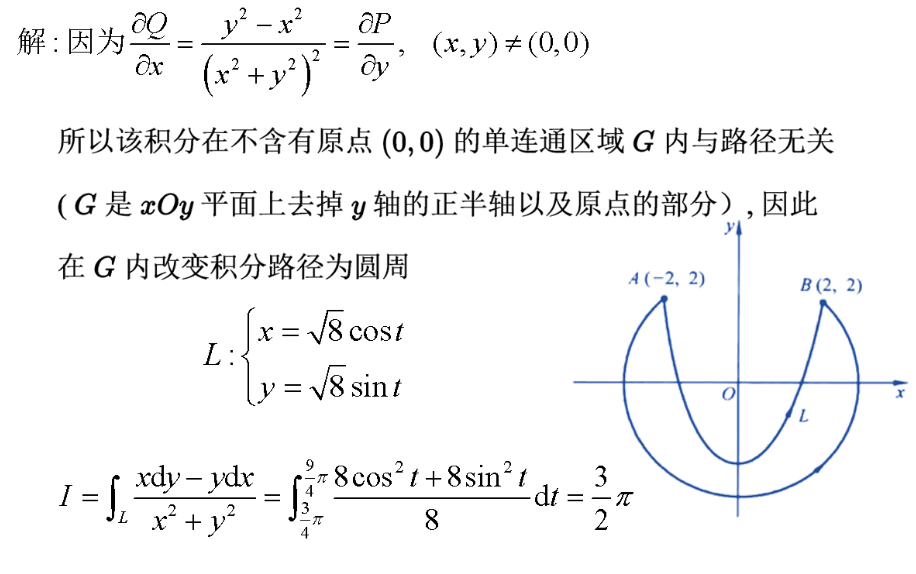 解：因为 ∂Q/∂x = (y² − x²)/(x² + y²)² = ∂P/∂y, (x, y) ≠ (0, 0)
所以该积分在不含有原点 (0, 0) 的单连通区域 G 内与路径无关
( G 是 xOy 平面上去掉 y 轴的正半轴以及原点的部分）, 因此
在 G 内改变积分路径为圆周
L : { x = √8 cos t
y = √8 sin t
I = ∫_L (xdy − ydx)/(x² + y²) = ∫_{3/4 π}^{9/4 π} (8cos² t + 8sin² t)/8 dt = 3/2 π
y
A (−2, 2)
B (2, 2)
O
x
L